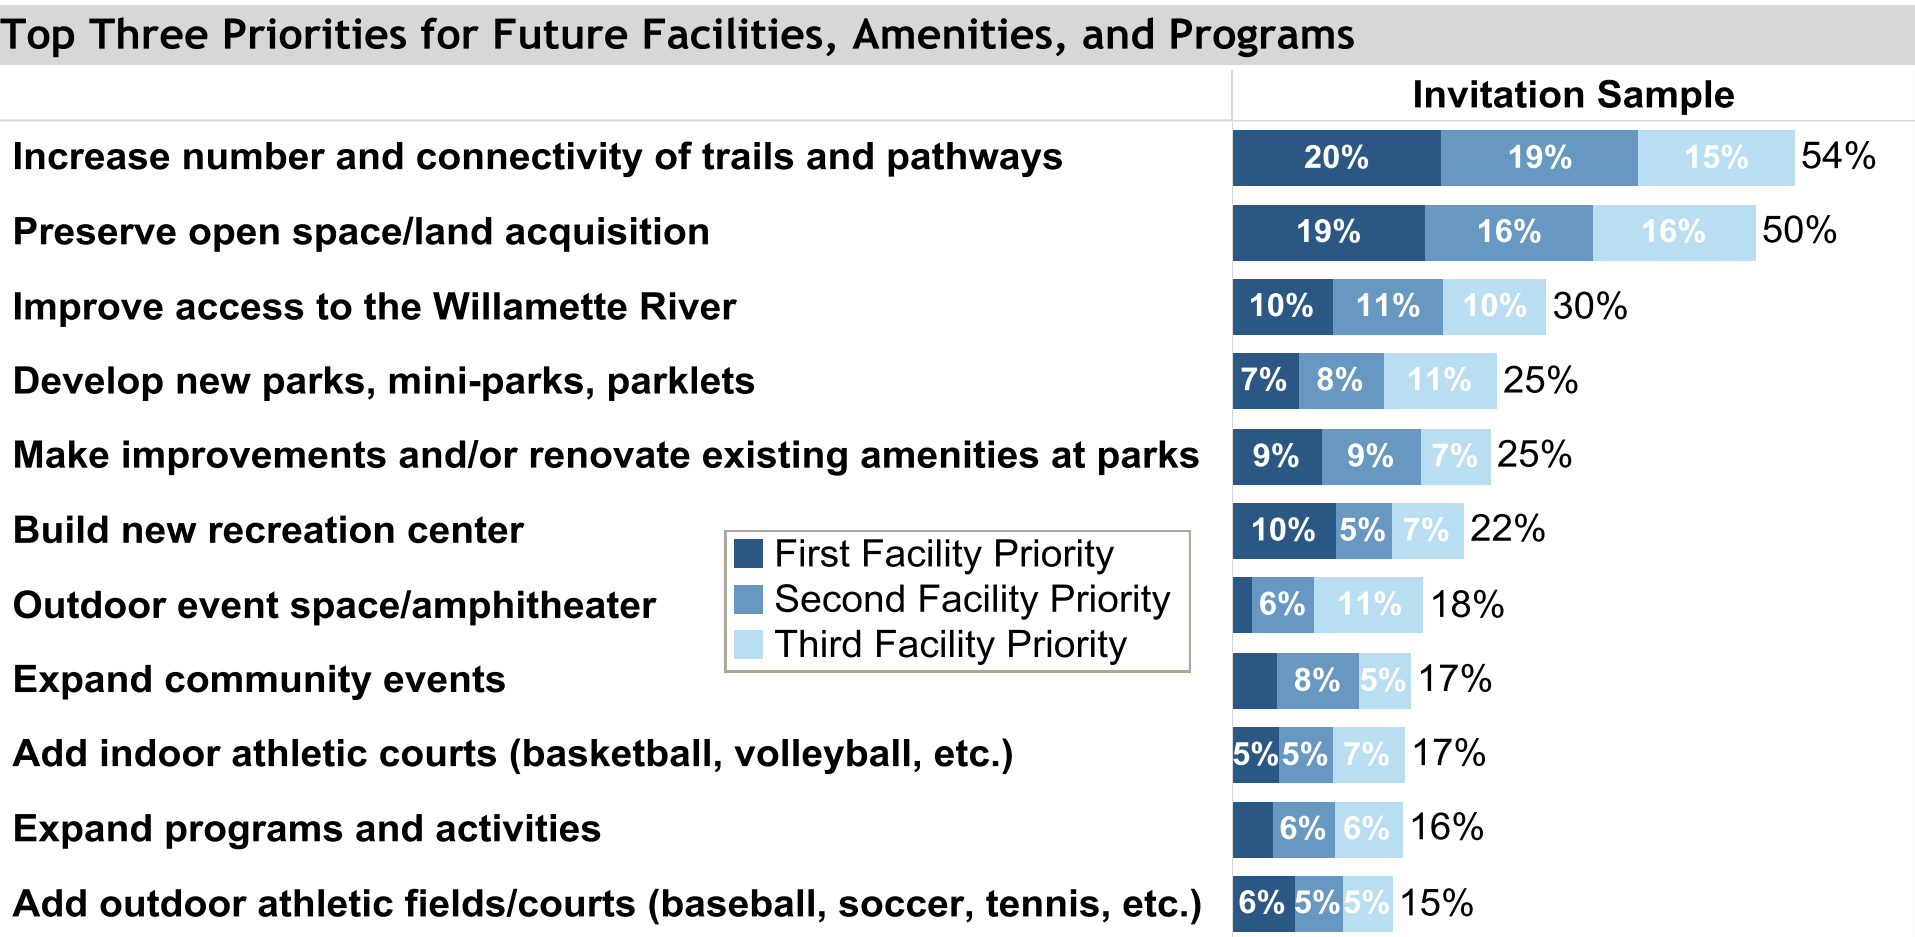 Top Three Priorities for Future Facilities, Amenities, and Programs
Invitation Sample
Increase number and connectivity of trails and pathways 20% 19% 15% 54%
Preserve open space/land acquisition 19% 16% 16% 50%
Improve access to the Willamette River 10% 11% 10% 30%
Develop new parks, mini-parks, parklets 7% 8% 11% 25%
Make improvements and/or renovate existing amenities at parks 9% 9% 7% 25%
Build new recreation center 10% 5% 7% 22%
First Facility Priority
Second Facility Priority
Third Facility Priority
Outdoor event space/amphitheater 6% 11% 18%
Expand community events 8% 5% 17%
Add indoor athletic courts (basketball, volleyball, etc.) 5% 5% 7% 17%
Expand programs and activities 6% 6% 16%
Add outdoor athletic fields/courts (baseball, soccer, tennis, etc.) 6% 5% 5% 15%